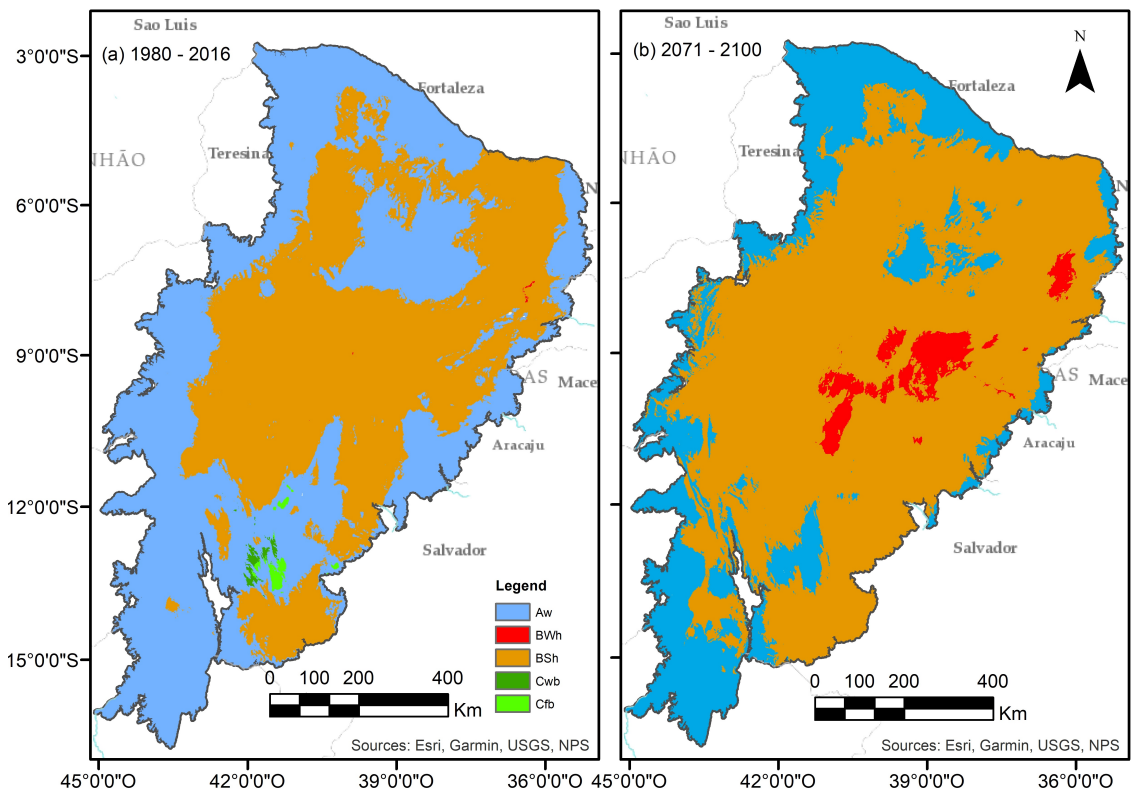 Sao Luis
(a) 1980 - 2016
Fortaleza
NHÃO
Teresina
N
AS
Mace
Aracaju
Salvador
3°0'0"S
6°0'0"S
9°0'0"S
12°0'0"S
15°0'0"S
Legend
Aw
BWh
BSh
Cwb
Cfb
0 100 200 400
Km
Sources: Esri, Garmin, USGS, NPS
45°0'0"O 42°0'0"O 39°0'0"O 36°0'0"O
Sao Luis
(b) 2071 - 2100
N
Fortaleza
NHÃO
Teresina
N
AS
Mace
Aracaju
Salvador
0 100 200 400
Km
Sources: Esri, Garmin, USGS, NPS
45°0'0"O 42°0'0"O 39°0'0"O 36°0'0"O